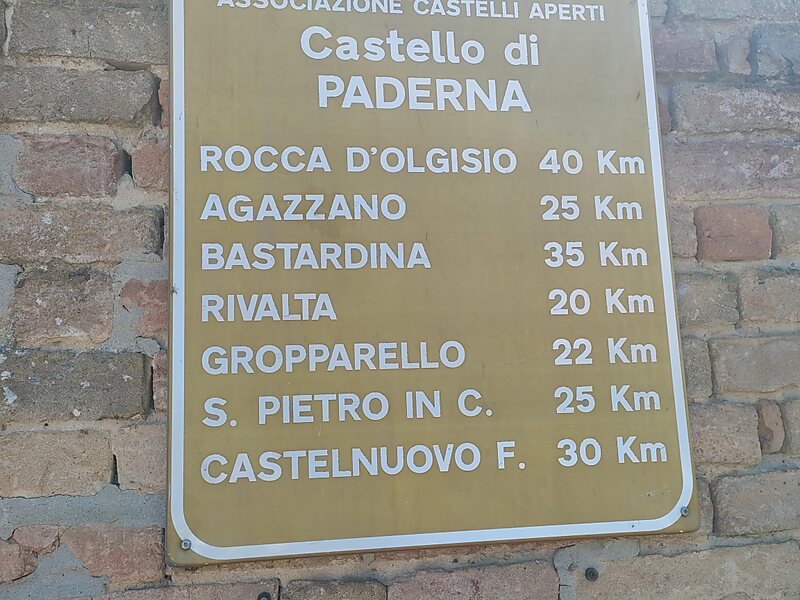 ASSOCIAZIONE CASTELLI APERTI
Castello di
PADERNA
ROCCA D'OLGISIO 40 Km
AGAZZANO 25 Km
BASTARDINA 35 Km
RIVALTA 20 Km
GROPPARELLO 22 Km
S. PIETRO IN C. 25 Km
CASTELNUOVO F. 30 Km